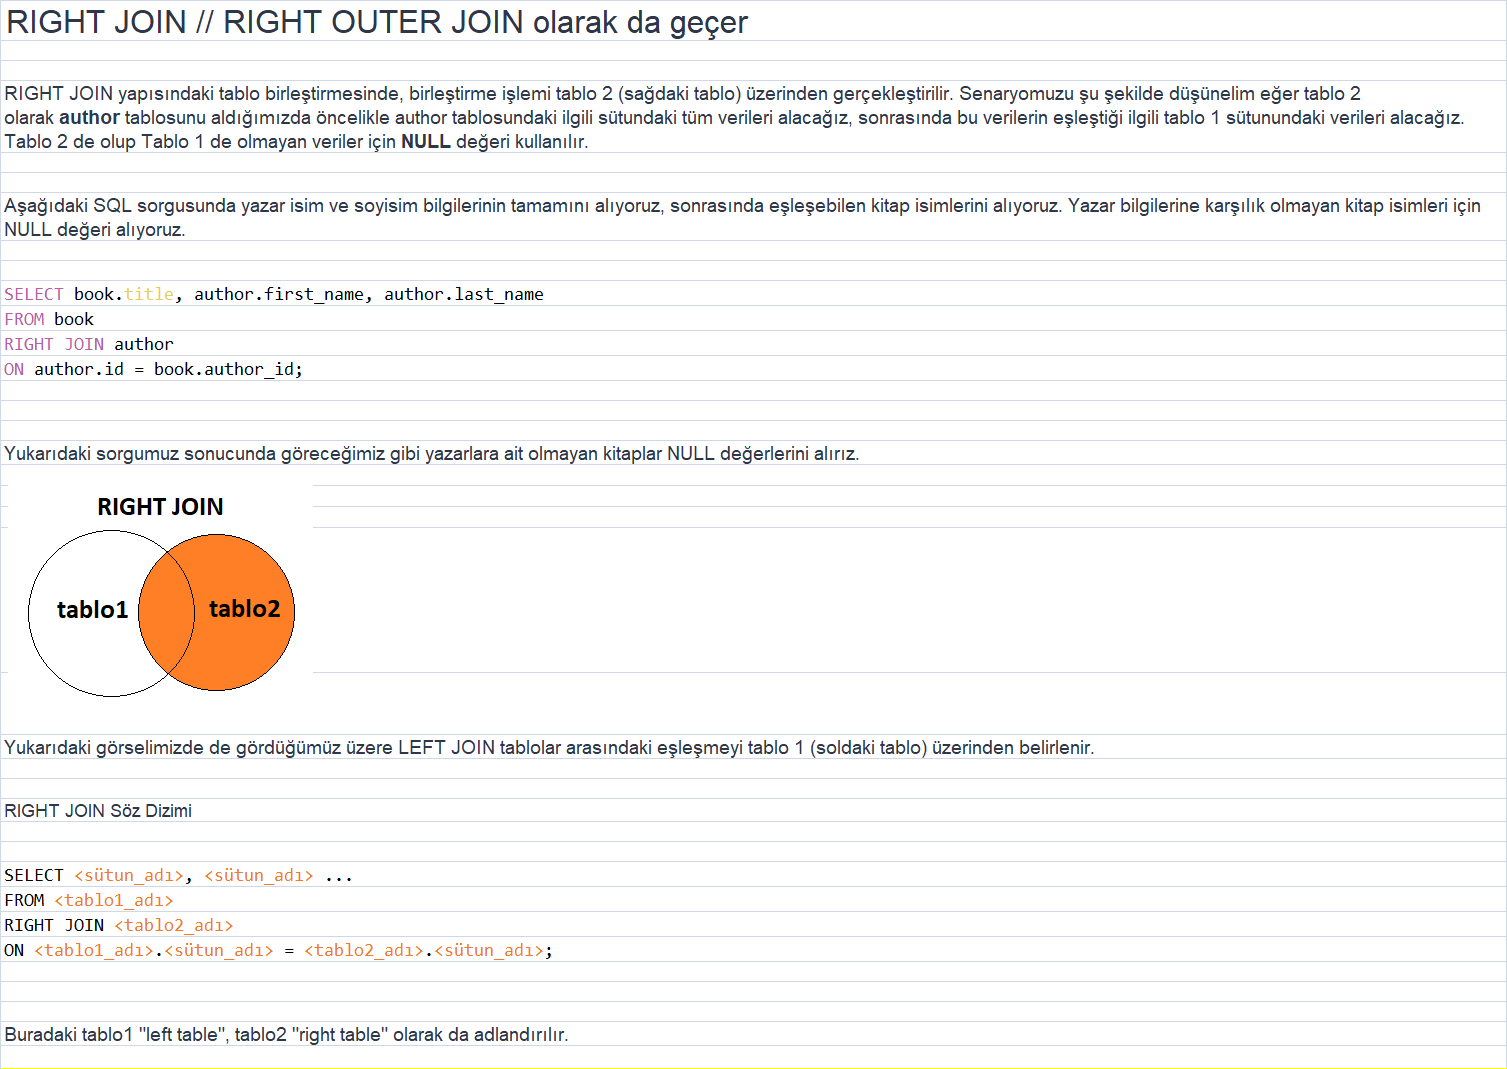 RIGHT JOIN // RIGHT OUTER JOIN olarak da geçer
RIGHT JOIN yapısındaki tablo birleştirmesinde, birleştirme işlemi tablo 2 (sağdaki tablo) üzerinden gerçekleştirilir. Senaryomuzu şu şekilde düşünelim eğer tablo 2
olarak author tablosunu aldığımızda öncelikle author tablosundaki ilgili sütundaki tüm verileri alacağız, sonrasında bu verilerin eşleştiği ilgili tablo 1 sütunundaki verileri alacağız.
Tablo 2 de olup Tablo 1 de olmayan veriler için NULL değeri kullanılır.
Aşağıdaki SQL sorgusunda yazar isim ve soyisim bilgilerinin tamamını alıyoruz, sonrasında eşleşebilen kitap isimlerini alıyoruz. Yazar bilgilerine karşılık olmayan kitap isimleri için
NULL değeri alıyoruz.
SELECT book.title, author.first_name, author.last_name
FROM book
RIGHT JOIN author
ON author.id = book.author_id;
Yukarıdaki sorgumuz sonucunda göreceğimiz gibi yazarlara ait olmayan kitaplar NULL değerlerini alırız.
RIGHT JOIN
tablo1 tablo2
Yukarıdaki görselimizde de gördüğümüz üzere LEFT JOIN tablolar arasındaki eşleşmeyi tablo 1 (soldaki tablo) üzerinden belirlenir.
RIGHT JOIN Söz Dizimi
SELECT <sütun_adı>, <sütun_adı> ...
FROM <tablo1_adı>
RIGHT JOIN <tablo2_adı>
ON <tablo1_adı>.<sütun_adı> = <tablo2_adı>.<sütun_adı>;
Buradaki tablo1 "left table", tablo2 "right table" olarak da adlandırılır.